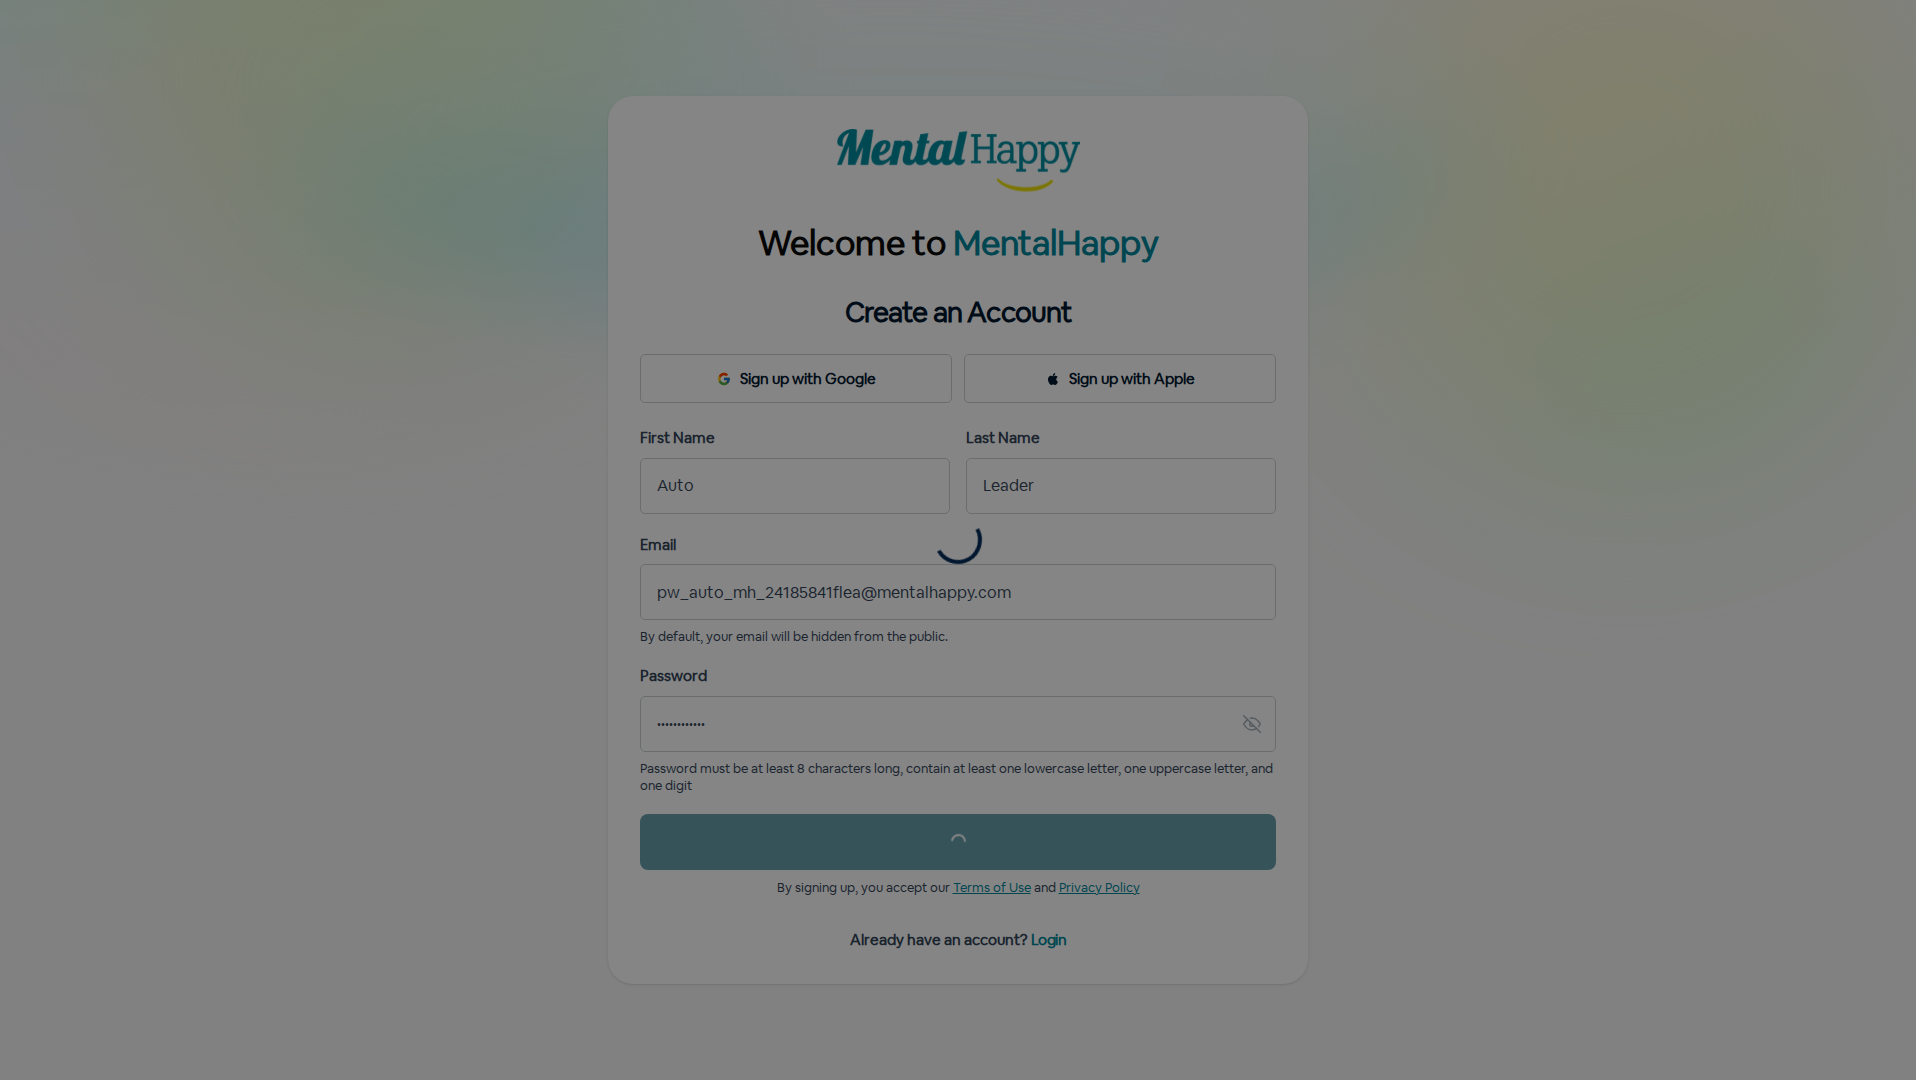 Mental Happy
Welcome to MentalHappy
Create an Account
Sign up with Google
Sign up with Apple
First Name
Last Name
Auto
Leader
Email
pw_auto_mh_24185841flea@mentalhappy.com
By default, your email will be hidden from the public.
Password
••••••••••••
Password must be at least 8 characters long, contain at least one lowercase letter, one uppercase letter, and
one digit
By signing up, you accept our Terms of Use and Privacy Policy
Already have an account? Login